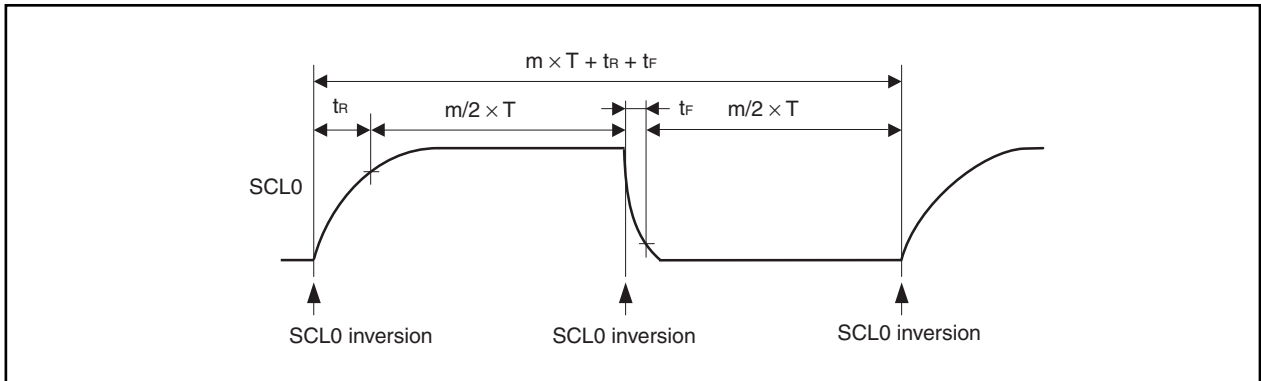 m × T + tR + tF
tR
m/2 × T
tF
m/2 × T
SCL0
SCL0 inversion
SCL0 inversion
SCL0 inversion